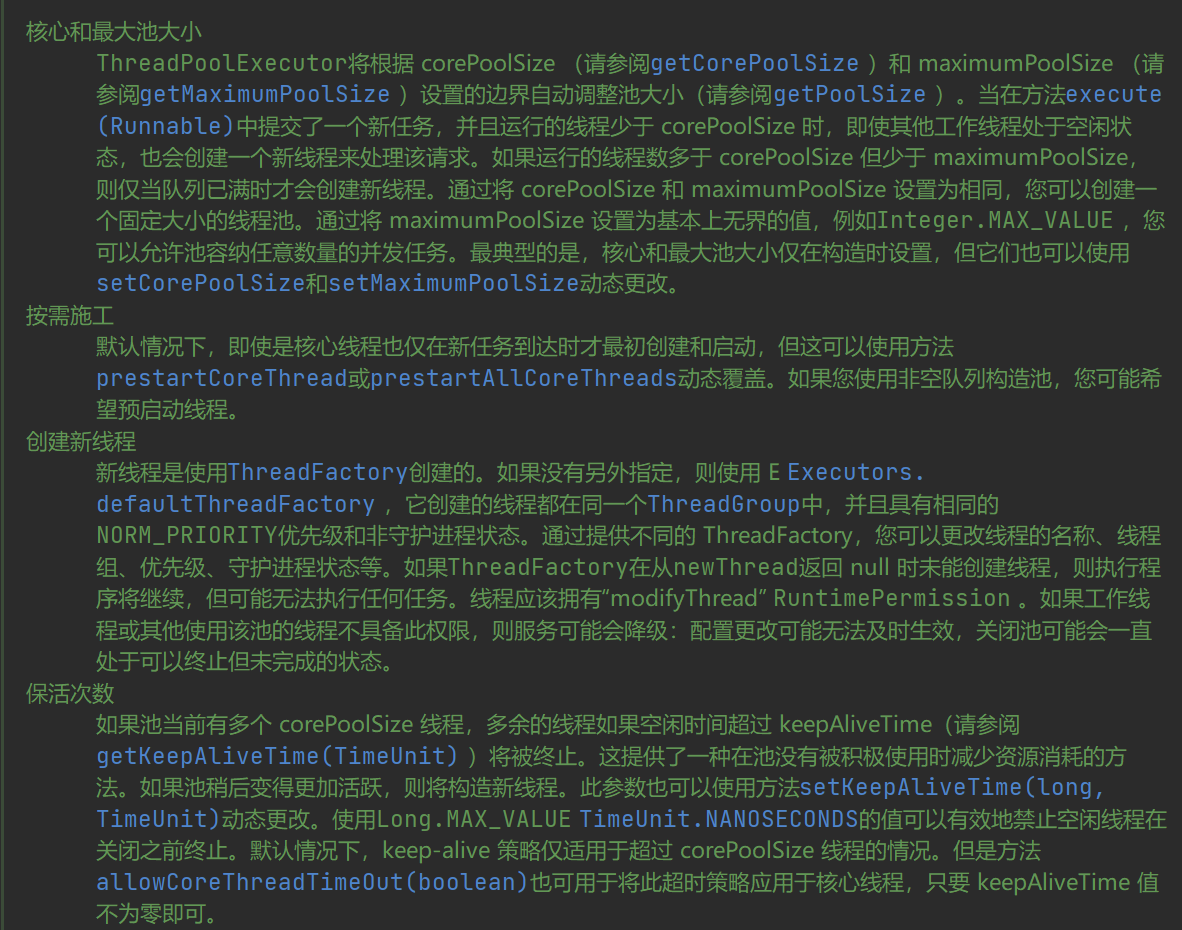 核心和最大池大小
ThreadPoolExecutor将根据 corePoolSize （请参阅getCorePoolSize ）和 maximumPoolSize （请
参阅getMaximumPoolSize ）设置的边界自动调整池大小（请参阅getPoolSize ）。当在方法execute
(Runnable)中提交了一个新任务，并且运行的线程少于 corePoolSize 时，即使其他工作线程处于空闲状
态，也会创建一个新线程来处理该请求。如果运行的线程数多于 corePoolSize 但少于 maximumPoolSize，
则仅当队列已满时才会创建新线程。通过将 corePoolSize 和 maximumPoolSize 设置为相同，您可以创建一
个固定大小的线程池。通过将 maximumPoolSize 设置为基本上无界的值，例如Integer.MAX_VALUE ，您
可以允许池容纳任意数量的并发任务。最典型的是，核心和最大池大小仅在构造时设置，但它们也可以使用
setCorePoolSize和setMaximumPoolSize动态更改。
按需施工
默认情况下，即使是核心线程也仅在新任务到达时才最初创建和启动，但这可以使用方法
prestartCoreThread或prestartAllCoreThreads动态覆盖。如果您使用非空队列构造池，您可能希
望预启动线程。
创建新线程
新线程是使用ThreadFactory创建的。如果没有另外指定，则使用 E Executors.
defaultThreadFactory ，它创建的线程都在同一个ThreadGroup中，并且具有相同的
NORM_PRIORITY优先级和非守护进程状态。通过提供不同的 ThreadFactory，您可以更改线程的名称、线程
组、优先级、守护进程状态等。如果ThreadFactory在从newThread返回 null 时未能创建线程，则执行程
序将继续，但可能无法执行任何任务。线程应该拥有“modifyThread” RuntimePermission 。如果工作线
程或其他使用该池的线程不具备此权限，则服务可能会降级：配置更改可能无法及时生效，关闭池可能会一直
处于可以终止但未完成的状态。
保活次数
如果池当前有多个 corePoolSize 线程，多余的线程如果空闲时间超过 keepAliveTime（请参阅
getKeepAliveTime(TimeUnit) ）将被终止。这提供了一种在池没有被积极使用时减少资源消耗的方
法。如果池稍后变得更加活跃，则将构造新线程。此参数也可以使用方法setKeepAliveTime(long,
TimeUnit)动态更改。使用Long.MAX_VALUE TimeUnit.NANOSECONDS的值可以有效地禁止空闲线程在
关闭之前终止。默认情况下，keep-alive 策略仅适用于超过 corePoolSize 线程的情况。但是方法
allowCoreThreadTimeOut(boolean)也可用于将此超时策略应用于核心线程，只要 keepAliveTime 值
不为零即可。